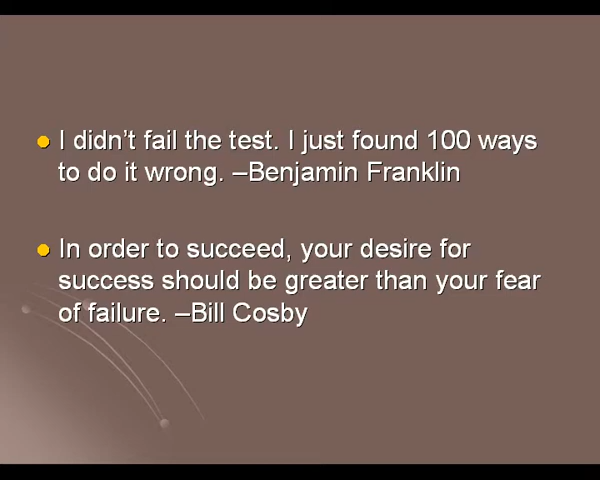 I didn’t fail the test. I just found 100 ways
to do it wrong. –Benjamin Franklin
In order to succeed, your desire for
success should be greater than your fear
of failure. –Bill Cosby